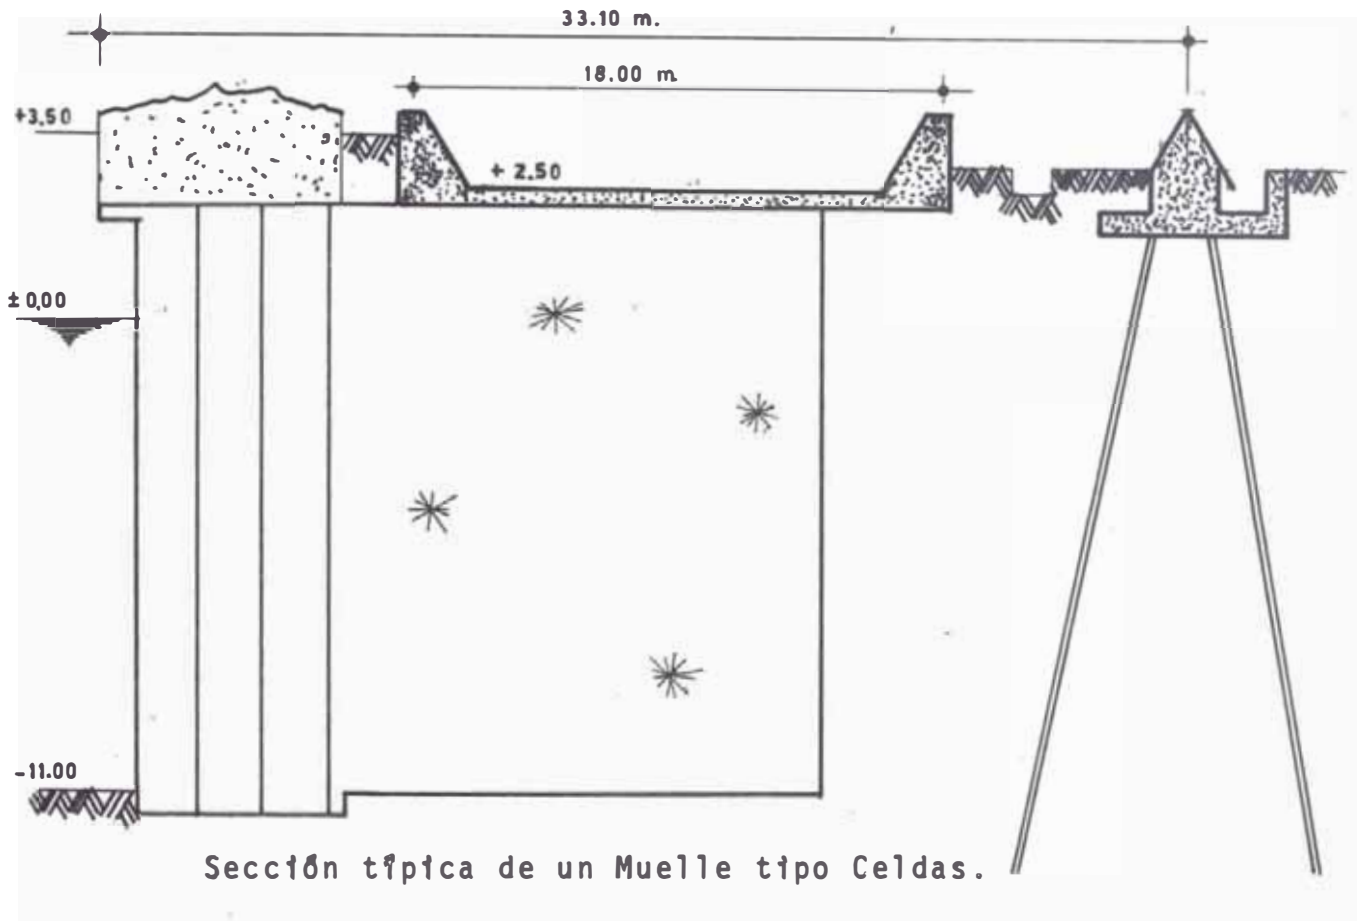 33.10 m.
18.00 m
+3,50
+ 2.50
± 0,00
-11.00
Sección típica de un Muelle tipo Celdas.